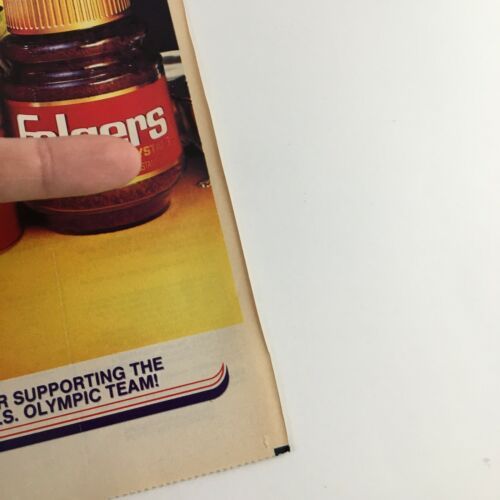 Folgers
R SUPPORTING THE
.S. OLYMPIC TEAM!